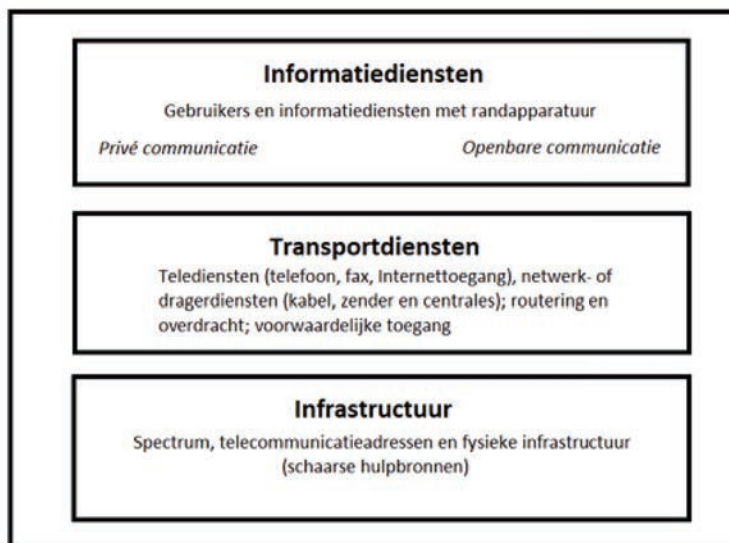 Informatiediensten
Gebruikers en informatiediensten met randapparatuur
Privé communicatie Openbare communicatie
Transportdiensten
Telediensten (telefoon, fax, Internettoegang), netwerk- of
dragerdiensten (kabel, zender en centrales); routering en
overdracht; voorwaardelijke toegang
Infrastructuur
Spectrum, telecommunicatieadressen en fysieke infrastructuur
(schaarse hulpbronnen)